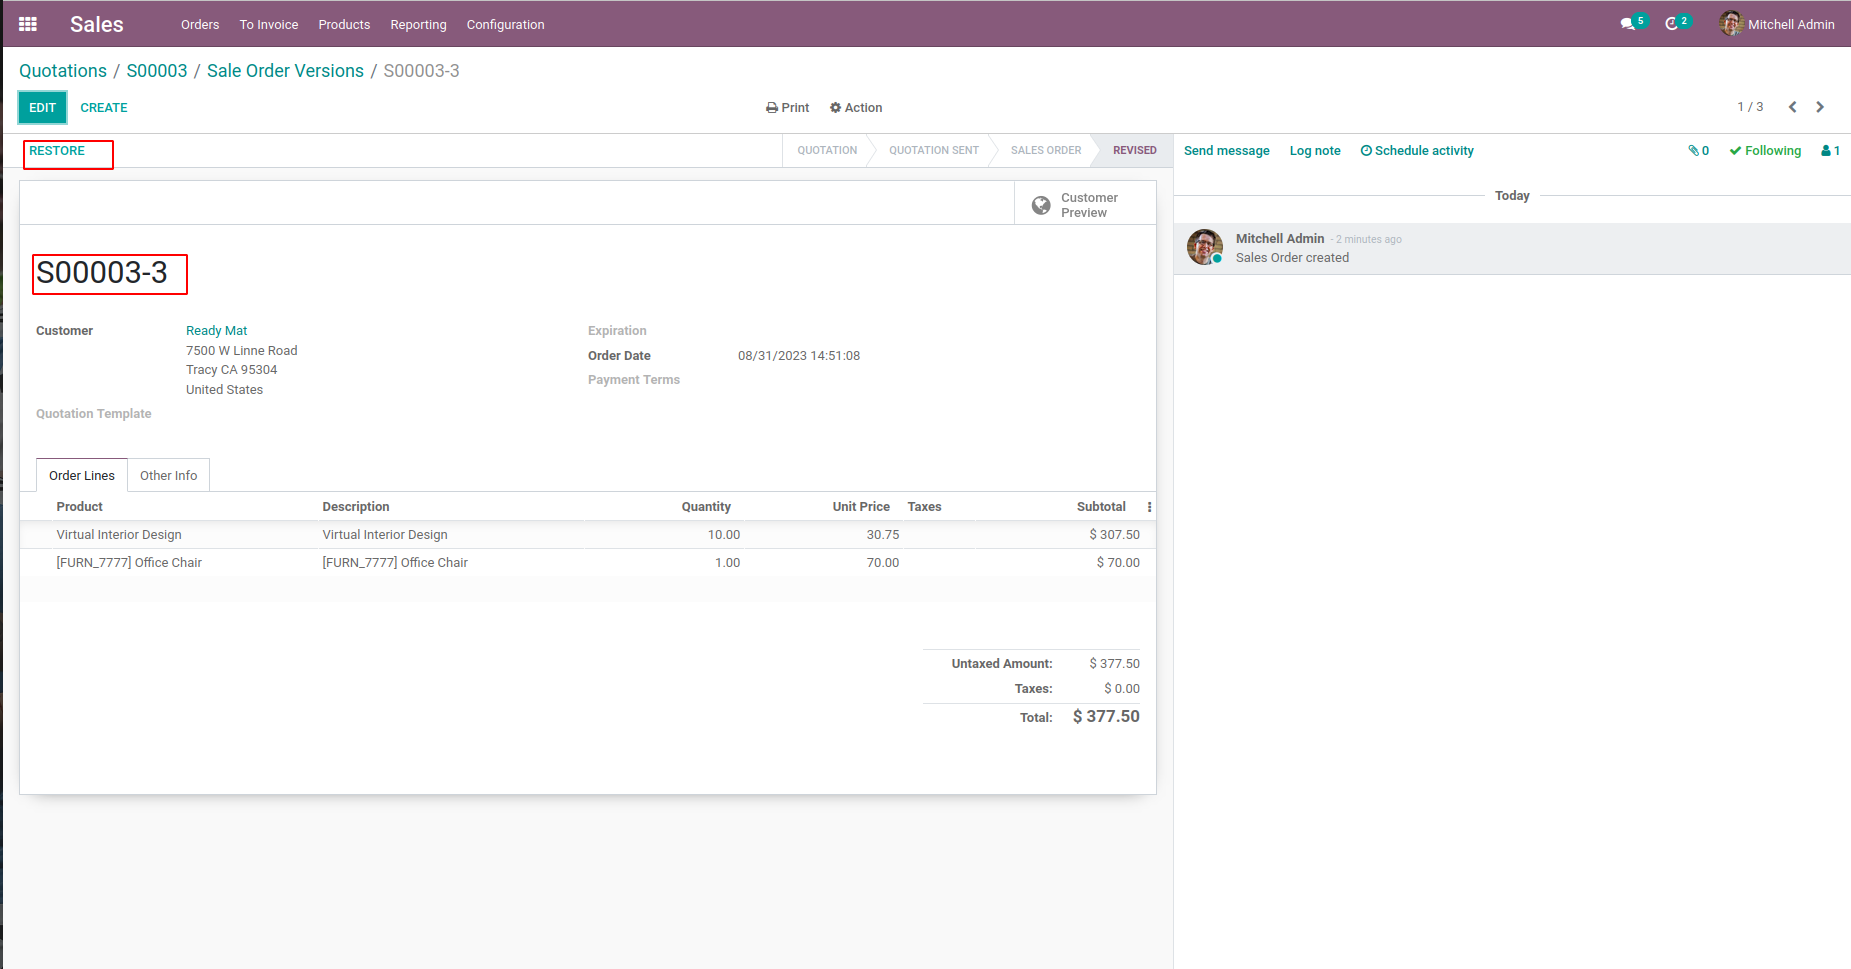 Sales Orders To Invoice Products Reporting Configuration 5 2 Mitchell Admin
Quotations / S00003 / Sale Order Versions / S00003-3
EDIT CREATE Print Action 1 / 3
RESTORE QUOTATION QUOTATION SENT SALES ORDER REVISED Send message Log note Schedule activity 0 Following 1
Today
Customer
Preview
Mitchell Admin - 2 minutes ago
Sales Order created
S00003-3
Customer Ready Mat Expiration
7500 W Linne Road
Order Date 08/31/2023 14:51:08
Tracy CA 95304
Payment Terms
United States
Quotation Template
Order Lines Other Info
Product Description Quantity Unit Price Taxes Subtotal
Virtual Interior Design Virtual Interior Design 10.00 30.75 $ 307.50
[FURN_7777] Office Chair [FURN_7777] Office Chair 1.00 70.00 $ 70.00
Untaxed Amount: $ 377.50
Taxes: $ 0.00
Total: $ 377.50